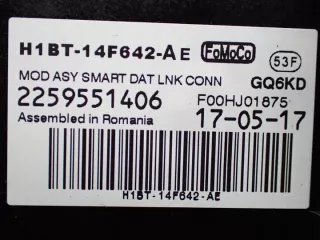 H1BT-14F642-AE FoMoCo
53F
MOD ASY SMART DAT LNK CONN GQ6KD
2259551406 F00HJ01875
Assembled in Romania 17-05-17
H1BT-14F642-AE